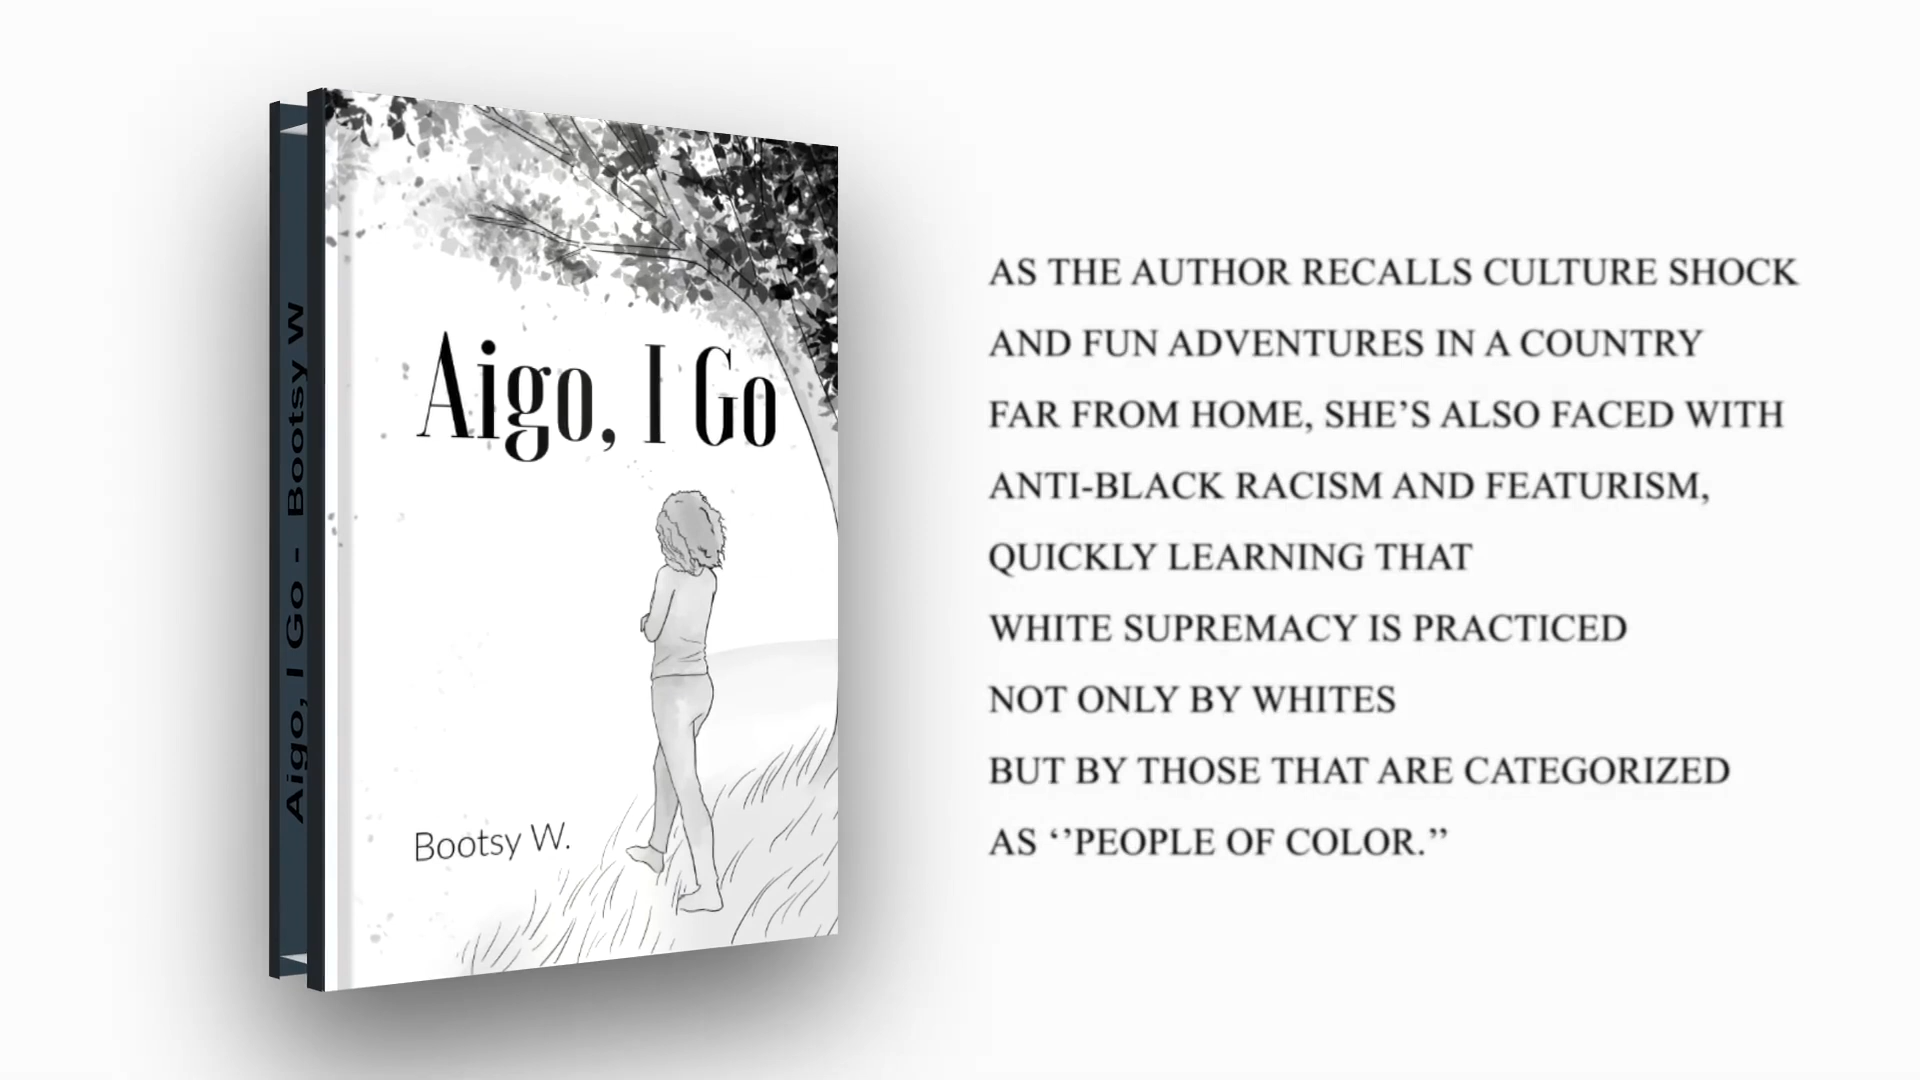 Aigo, I Go - Bootsy W
Aigo, I Go
Bootsy W.
AS THE AUTHOR RECALLS CULTURE SHOCK
AND FUN ADVENTURES IN A COUNTRY
FAR FROM HOME, SHE’S ALSO FACED WITH
ANTI-BLACK RACISM AND FEATURISM,
QUICKLY LEARNING THAT
WHITE SUPREMACY IS PRACTICED
NOT ONLY BY WHITES
BUT BY THOSE THAT ARE CATEGORIZED
AS ‘’PEOPLE OF COLOR.’’